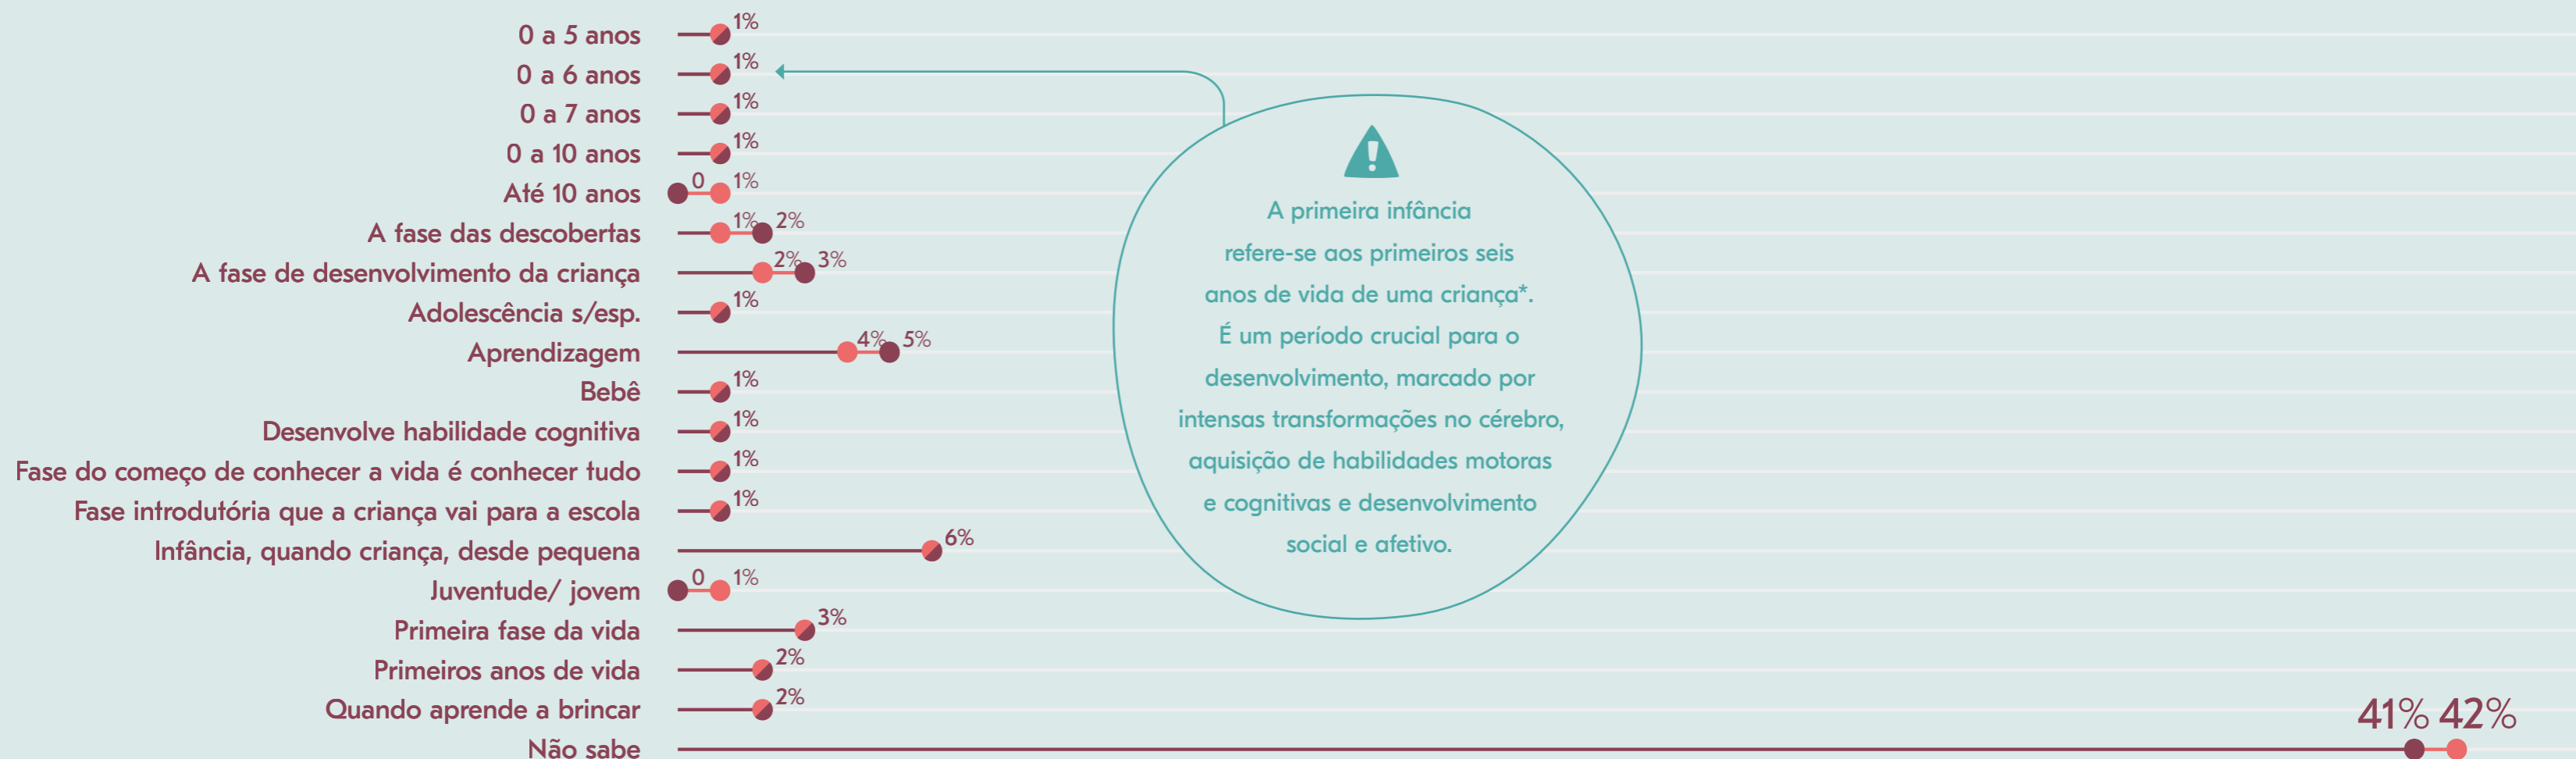 0 a 5 anos 1%
0 a 6 anos 1%
0 a 7 anos 1%
0 a 10 anos 1%
Até 10 anos 0 1%
A fase das descobertas 1% 2%
A fase de desenvolvimento da criança 2% 3%
Adolescência s/esp. 1%
Aprendizagem 4% 5%
Bebê 1%
Desenvolve habilidade cognitiva 1%
Fase do começo de conhecer a vida é conhecer tudo 1%
Fase introdutória que a criança vai para a escola 1%
Infância, quando criança, desde pequena 6%
Juventude/ jovem 0 1%
Primeira fase da vida 3%
Primeiros anos de vida 2%
Quando aprende a brincar 2%
Não sabe 41% 42%
A primeira infância
refere-se aos primeiros seis
anos de vida de uma criança*.
É um período crucial para o
desenvolvimento, marcado por
intensas transformações no cérebro,
aquisição de habilidades motoras
e cognitivas e desenvolvimento
social e afetivo.